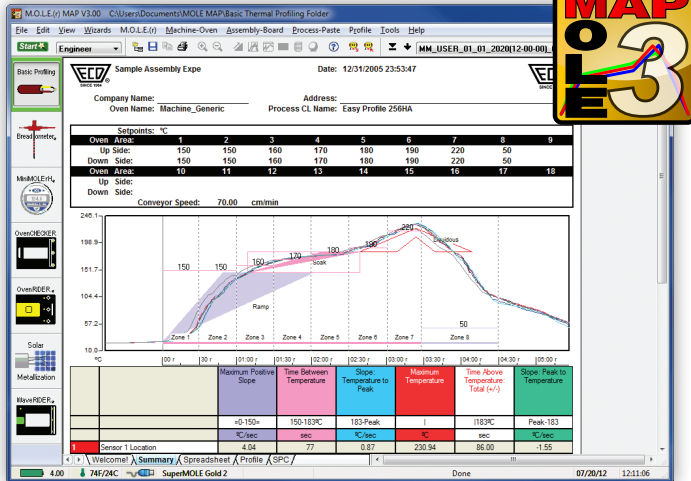 M.O.L.E.(r) MAP V3.00 C:\Users\Documents\MOLE MAP\Basic Thermal Profiling Folder
MAP
MOLE
3
File Edit View Wizards M.O.L.E.(r) Machine-Oven Assembly-Board Process-Paste Profile Tools Help
Start Engineer MM_USER_01_01_2020(12-00-00)_
Basic Profiling
BreadOmeter
MiniMOLErH
OvenCHECKER
OvenRIDER
Solar
Metallization
WaveRIDER
ECD
SINCE 1964
Sample Assembly Expe Date: 12/31/2005 23:53:47
Company Name: Address:
Oven Name: Machine_Generic Process CL Name: Easy Profile 256HA
Setpoints: ºC
Oven Area: 1 2 3 4 5 6 7 8 9
Up Side: 150 150 160 170 180 190 220 50
Down Side: 150 150 160 170 180 190 220 50
Oven Area: 10 11 12 13 14 15 16 17 18
Up Side:
Down Side:
Conveyor Speed: 70.00 cm/min
246.1
198.9
151.7
104.4
57.2
10.0
ºC
150 150 160 170 180 190 220 50
Soak
Liquidous
Ramp
Zone 1 Zone 2 Zone 3 Zone 4 Zone 5 Zone 6 Zone 7 Zone 8
00 r 30 r 01:00 r 01:30 r 02:00 r 02:30 r 03:00 r 03:30 r 04:00 r 04:30 r 05:00 r
Maximum Positive Slope Time Between Temperature Slope: Temperature to Peak Maximum Temperature Time Above Temperature: Total (+/-) Slope: Peak to Temperature
=0-150= 150-183ºC 183-Peak | |183ºC Peak-183
ºC/sec sec ºC/sec ºC sec ºC/sec
1 Sensor 1 Location 4.04 77 0.87 230.94 86.00 -1.55
Welcome! Summary Spreadsheet Profile SPC
4.00 74F/24C SuperMOLE Gold 2 Done 07/20/12 12:11:06